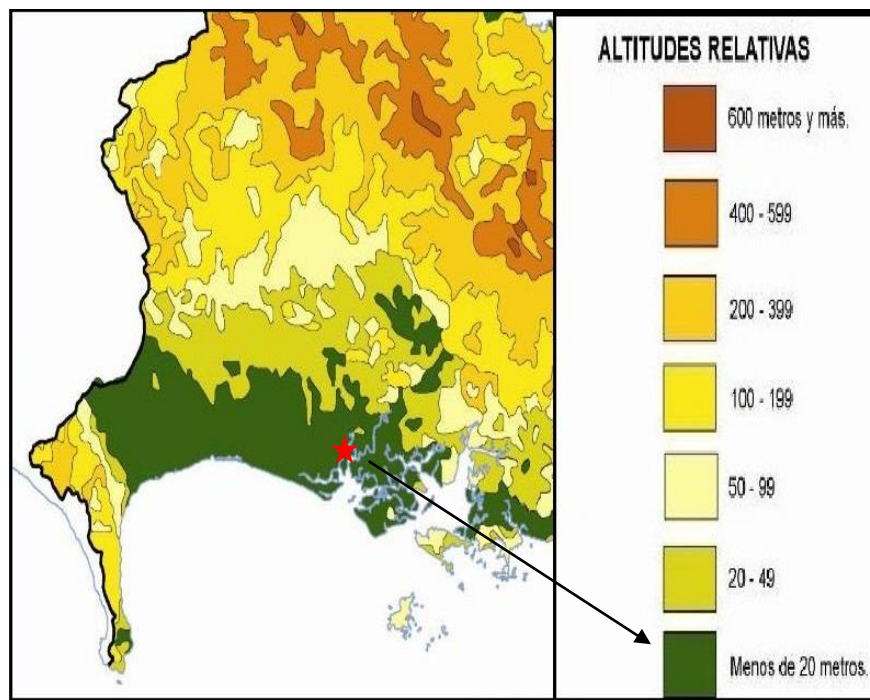 ALTITUDES RELATIVAS
600 metros y más.
400 - 599
200 - 399
100 - 199
50 - 99
20 - 49
Menos de 20 metros.